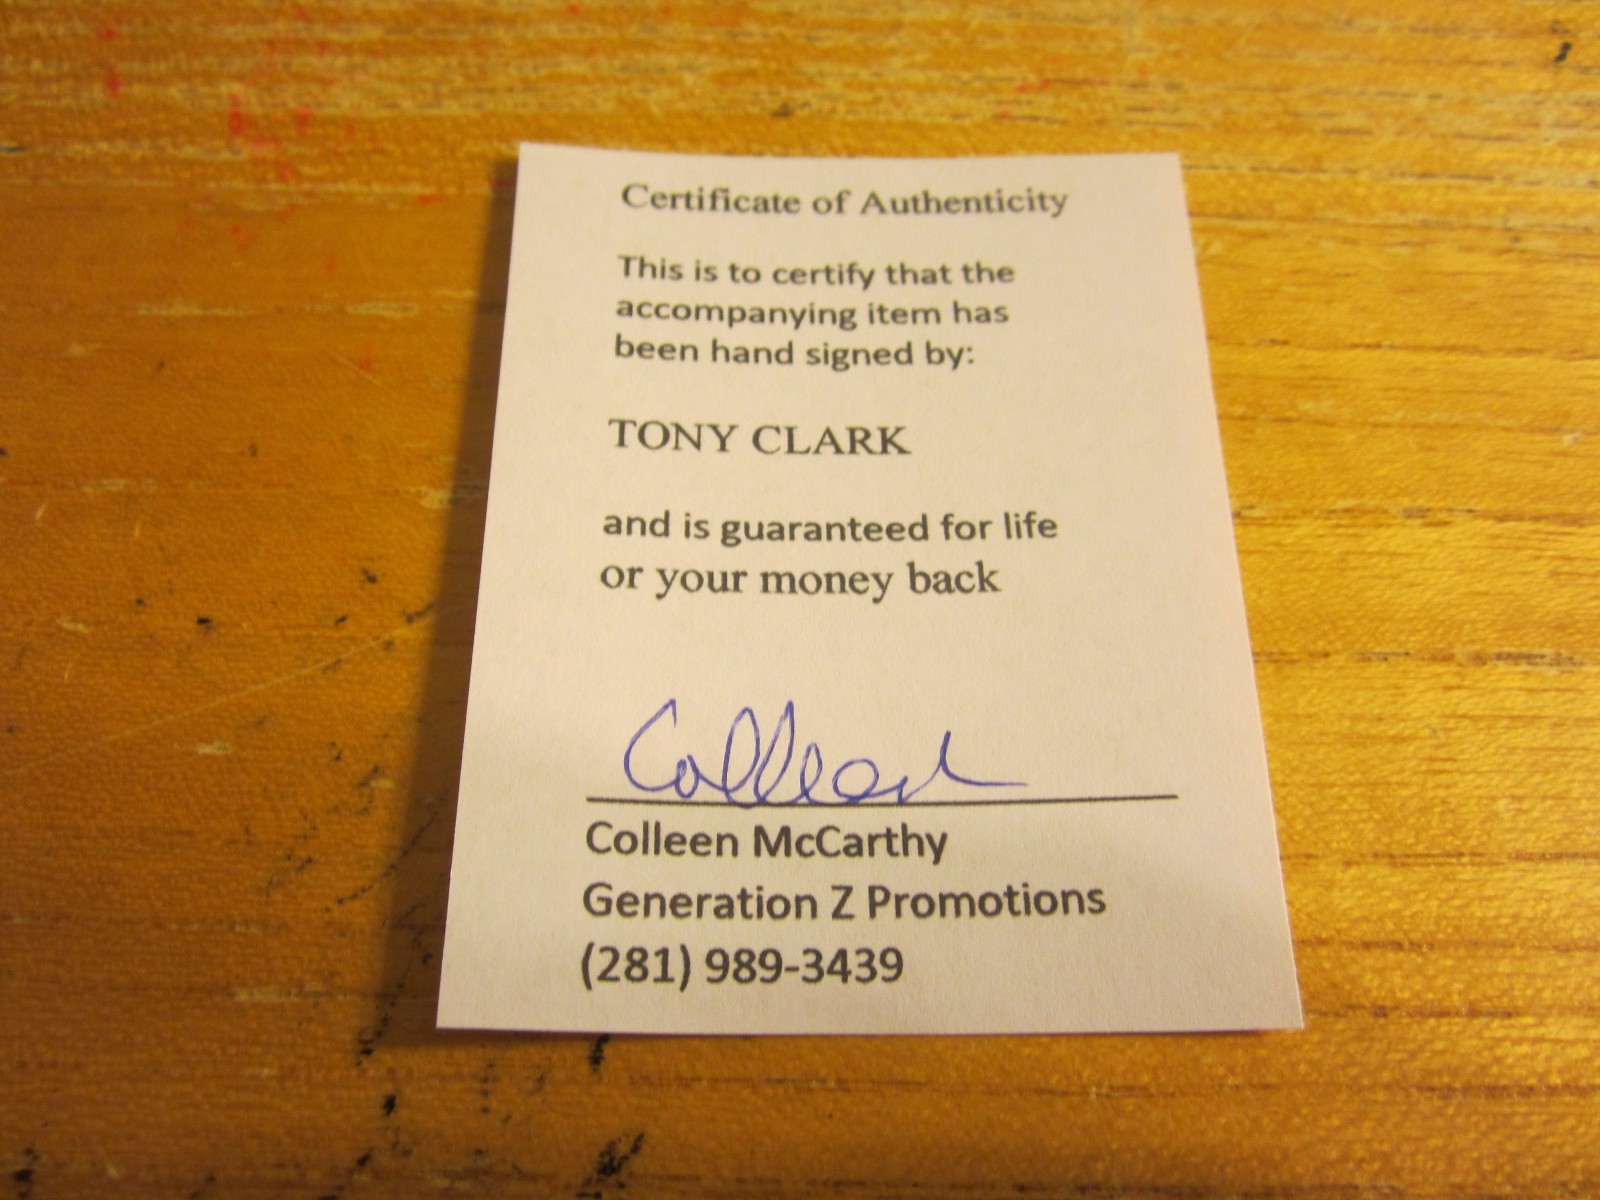 Certificate of Authenticity
This is to certify that the
accompanying item has
been hand signed by:
TONY CLARK
and is guaranteed for life
or your money back
Colleen
Colleen McCarthy
Generation Z Promotions
(281) 989-3439